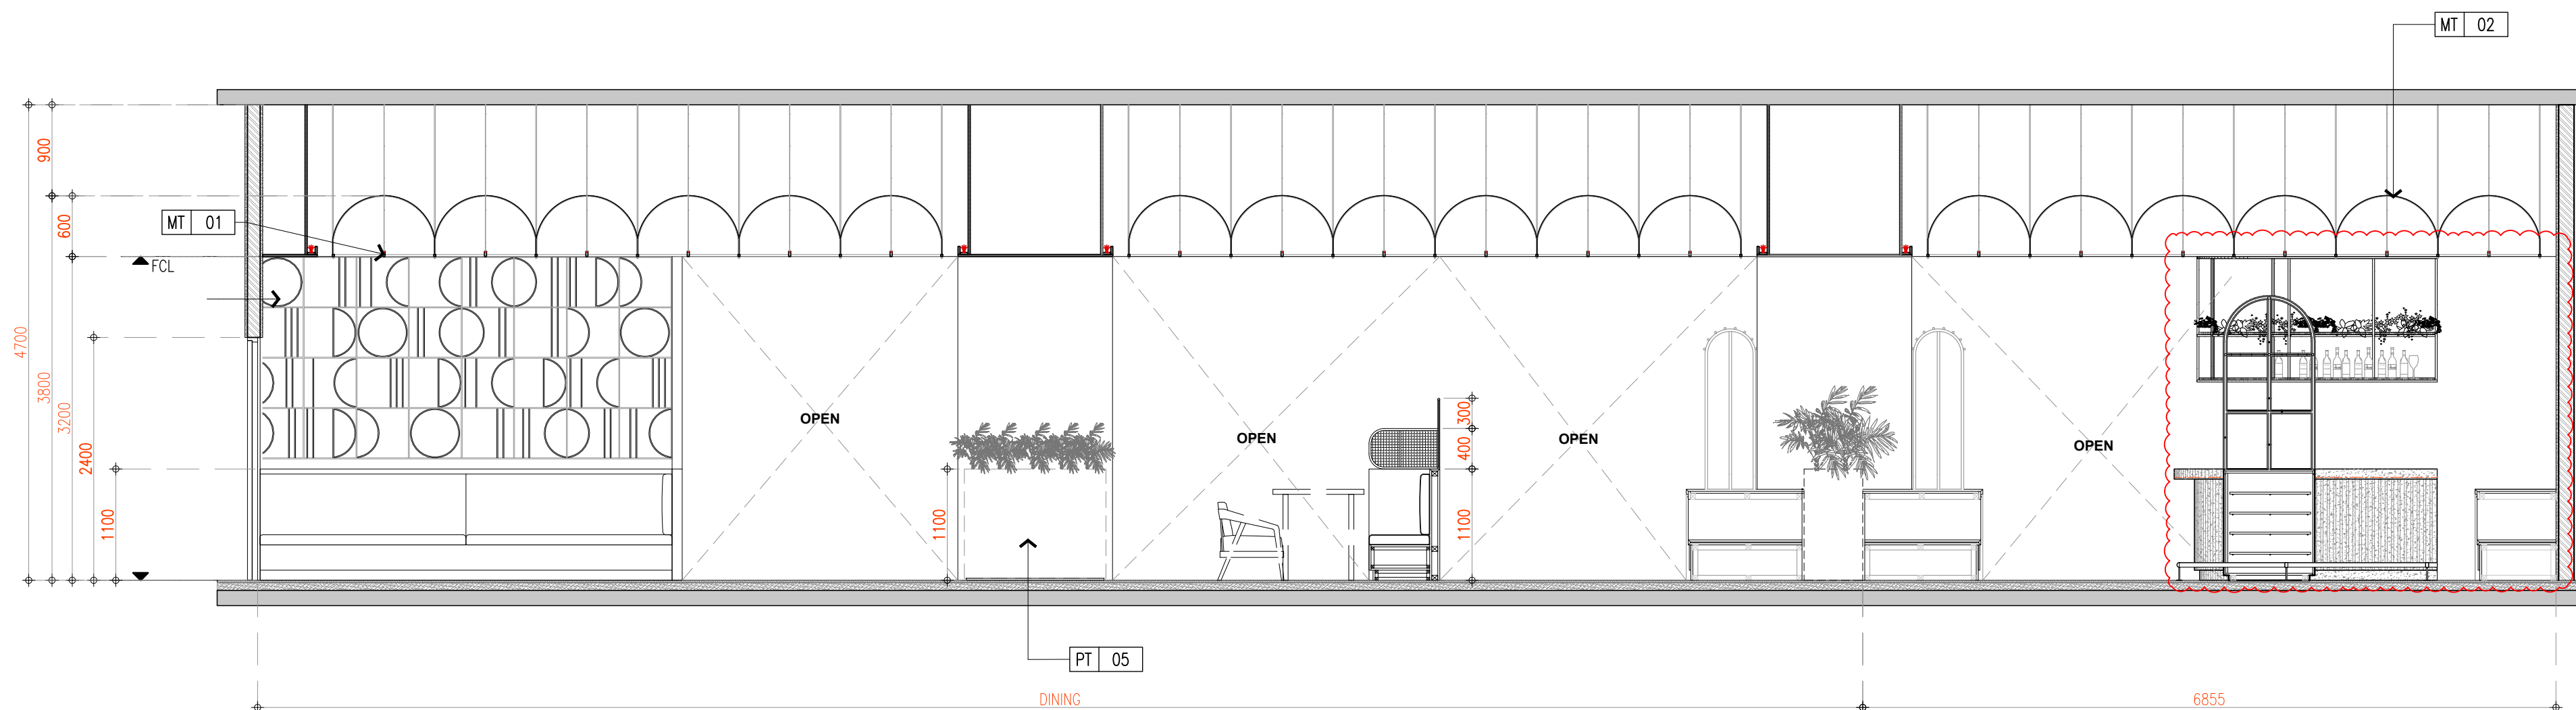 MT 02
900
600
MT 01
FCL
4700
3800
3200
2400
1100
OPEN
OPEN
OPEN
OPEN
300
400
1100
1100
PT 05
DINING
6855